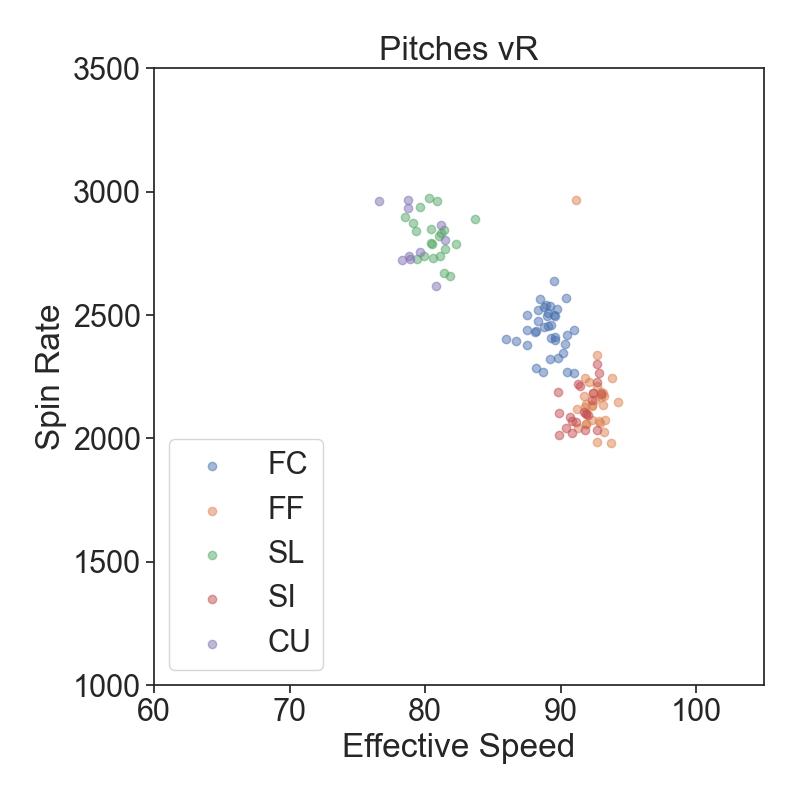 Pitches vR
3500
3000
2500
2000
1500
1000
Spin Rate
FC
FF
SL
SI
CU
60 70 80 90 100
Effective Speed